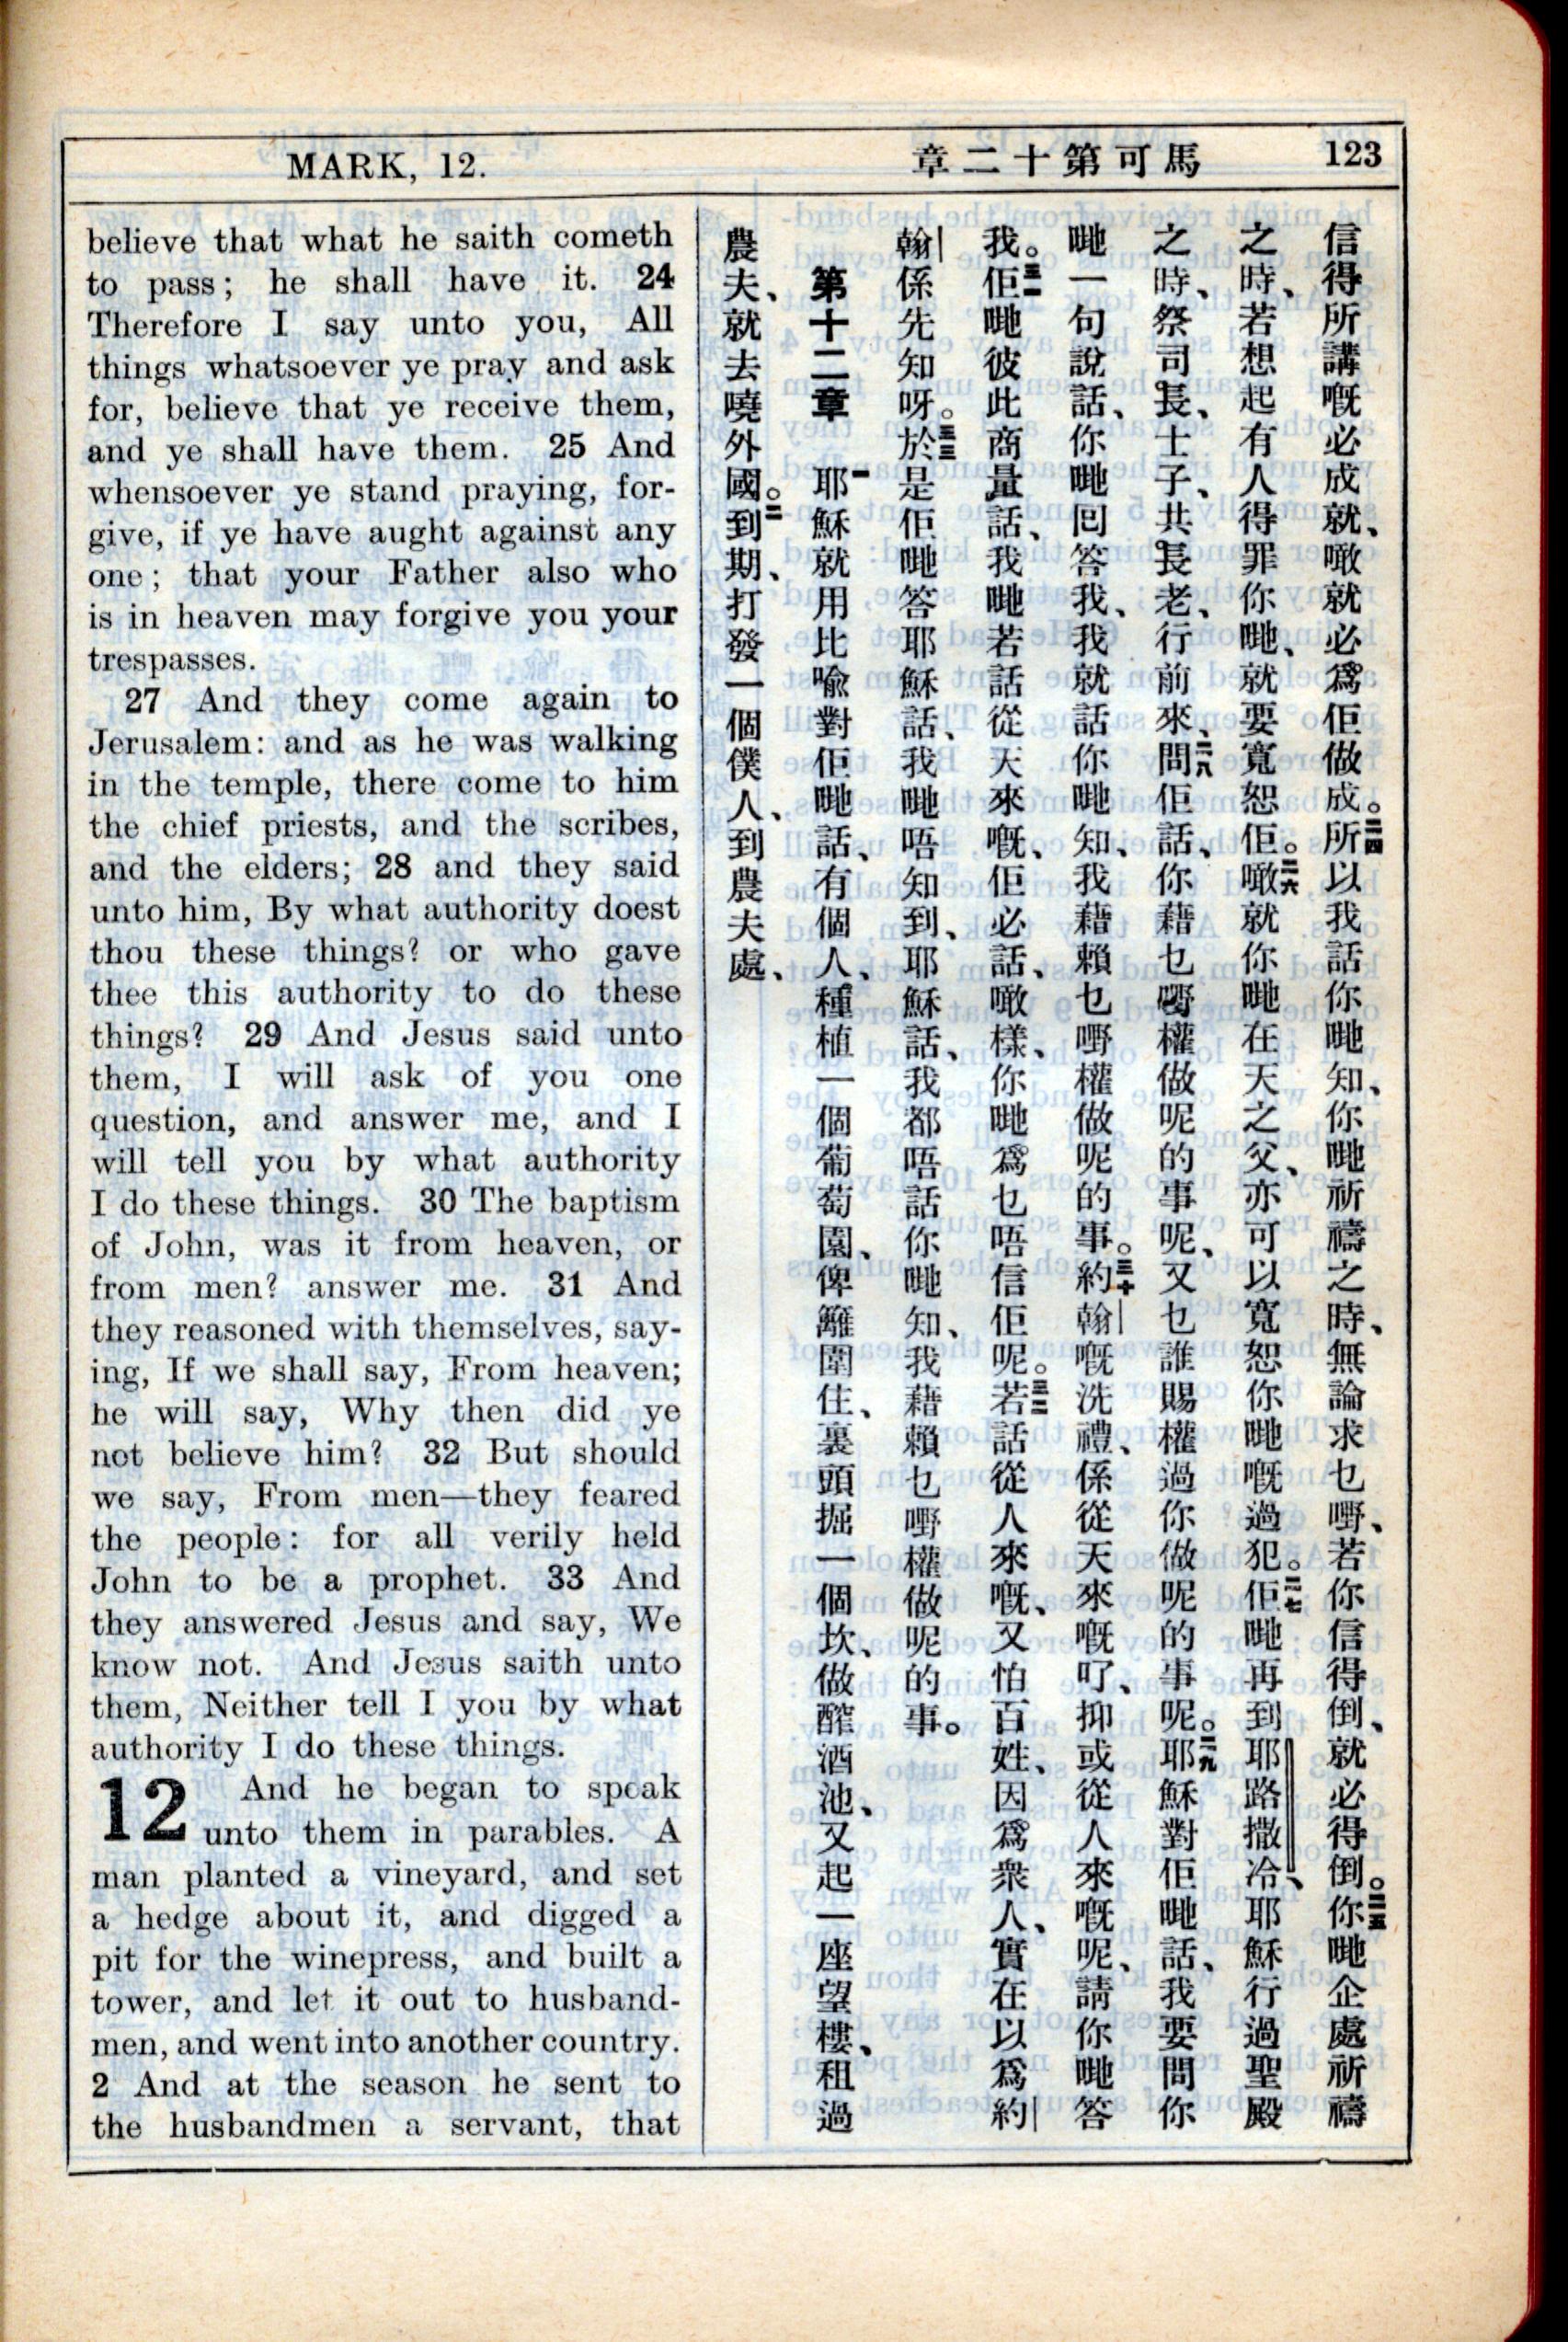 MARK, 12.
章二十第可馬
123
believe that what he saith cometh
to pass; he shall have it. 24
Therefore I say unto you, All
things whatsoever ye pray and ask
for, believe that ye receive them,
and ye shall have them. 25 And
whensoever ye stand praying, for-
give, if ye have aught against any
one; that your Father also who
is in heaven may forgive you your
trespasses.
27 And they come again to
Jerusalem: and as he was walking
in the temple, there come to him
the chief priests, and the scribes,
and the elders; 28 and they said
unto him, By what authority doest
thou these things? or who gave
thee this authority to do these
things? 29 And Jesus said unto
them, I will ask of you one
question, and answer me, and I
will tell you by what authority
I do these things. 30 The baptism
of John, was it from heaven, or
from men? answer me. 31 And
they reasoned with themselves, say-
ing, If we shall say, From heaven;
he will say, Why then did ye
not believe him? 32 But should
we say, From men—they feared
the people: for all verily held
John to be a prophet. 33 And
they answered Jesus and say, We
know not. And Jesus saith unto
them, Neither tell I you by what
authority I do these things.
12 And he began to speak
unto them in parables. A
man planted a vineyard, and set
a hedge about it, and digged a
pit for the winepress, and built a
tower, and let it out to husband-
men, and went into another country.
2 And at the season he sent to
the husbandmen a servant, that
信得所講嘅必成就、噉就必爲佢做成。二四所以我話你哋知、你哋祈禱之時、無論求乜嘢、若你信得倒、就必得倒。二五你哋企處祈禱
之時、若想起有人得罪你哋、就要寬恕佢。二六噉就你哋在天之父、亦可以寬恕你哋嘅過犯。二七佢哋再到耶路撒冷、耶穌行過聖殿
之時、祭司長、士子、共長老、行前來、二八問佢話、你藉乜嘢權做呢的事呢、又乜誰賜權過你做呢的事呢。二九耶穌對佢哋話、我要問你
哋一句說話、你哋回答我、我就話你哋知、我藉賴乜嘢權做呢的事。三十約翰嘅洗禮、係從天來嘅吖、抑或從人來嘅呢、請你哋答
我。三一佢哋彼此商量話、我哋若話從天來嘅、佢必話、噉樣、你哋爲乜唔信佢呢。三二若話從人來嘅、又怕百姓、因爲衆人、實在以爲約
翰係先知呀。三三於是佢哋答耶穌話、我哋唔知到、耶穌話、我都唔話你哋知、我藉賴乜嘢權做呢的事。
第十二章 一耶穌就用比喻對佢哋話、有個人、種植一個葡萄園、俾籬圍住、裏頭掘一個坎、做醡酒池、又起一座望樓、租過
農夫、就去嘵外國。二到期、打發一個僕人、到農夫處、